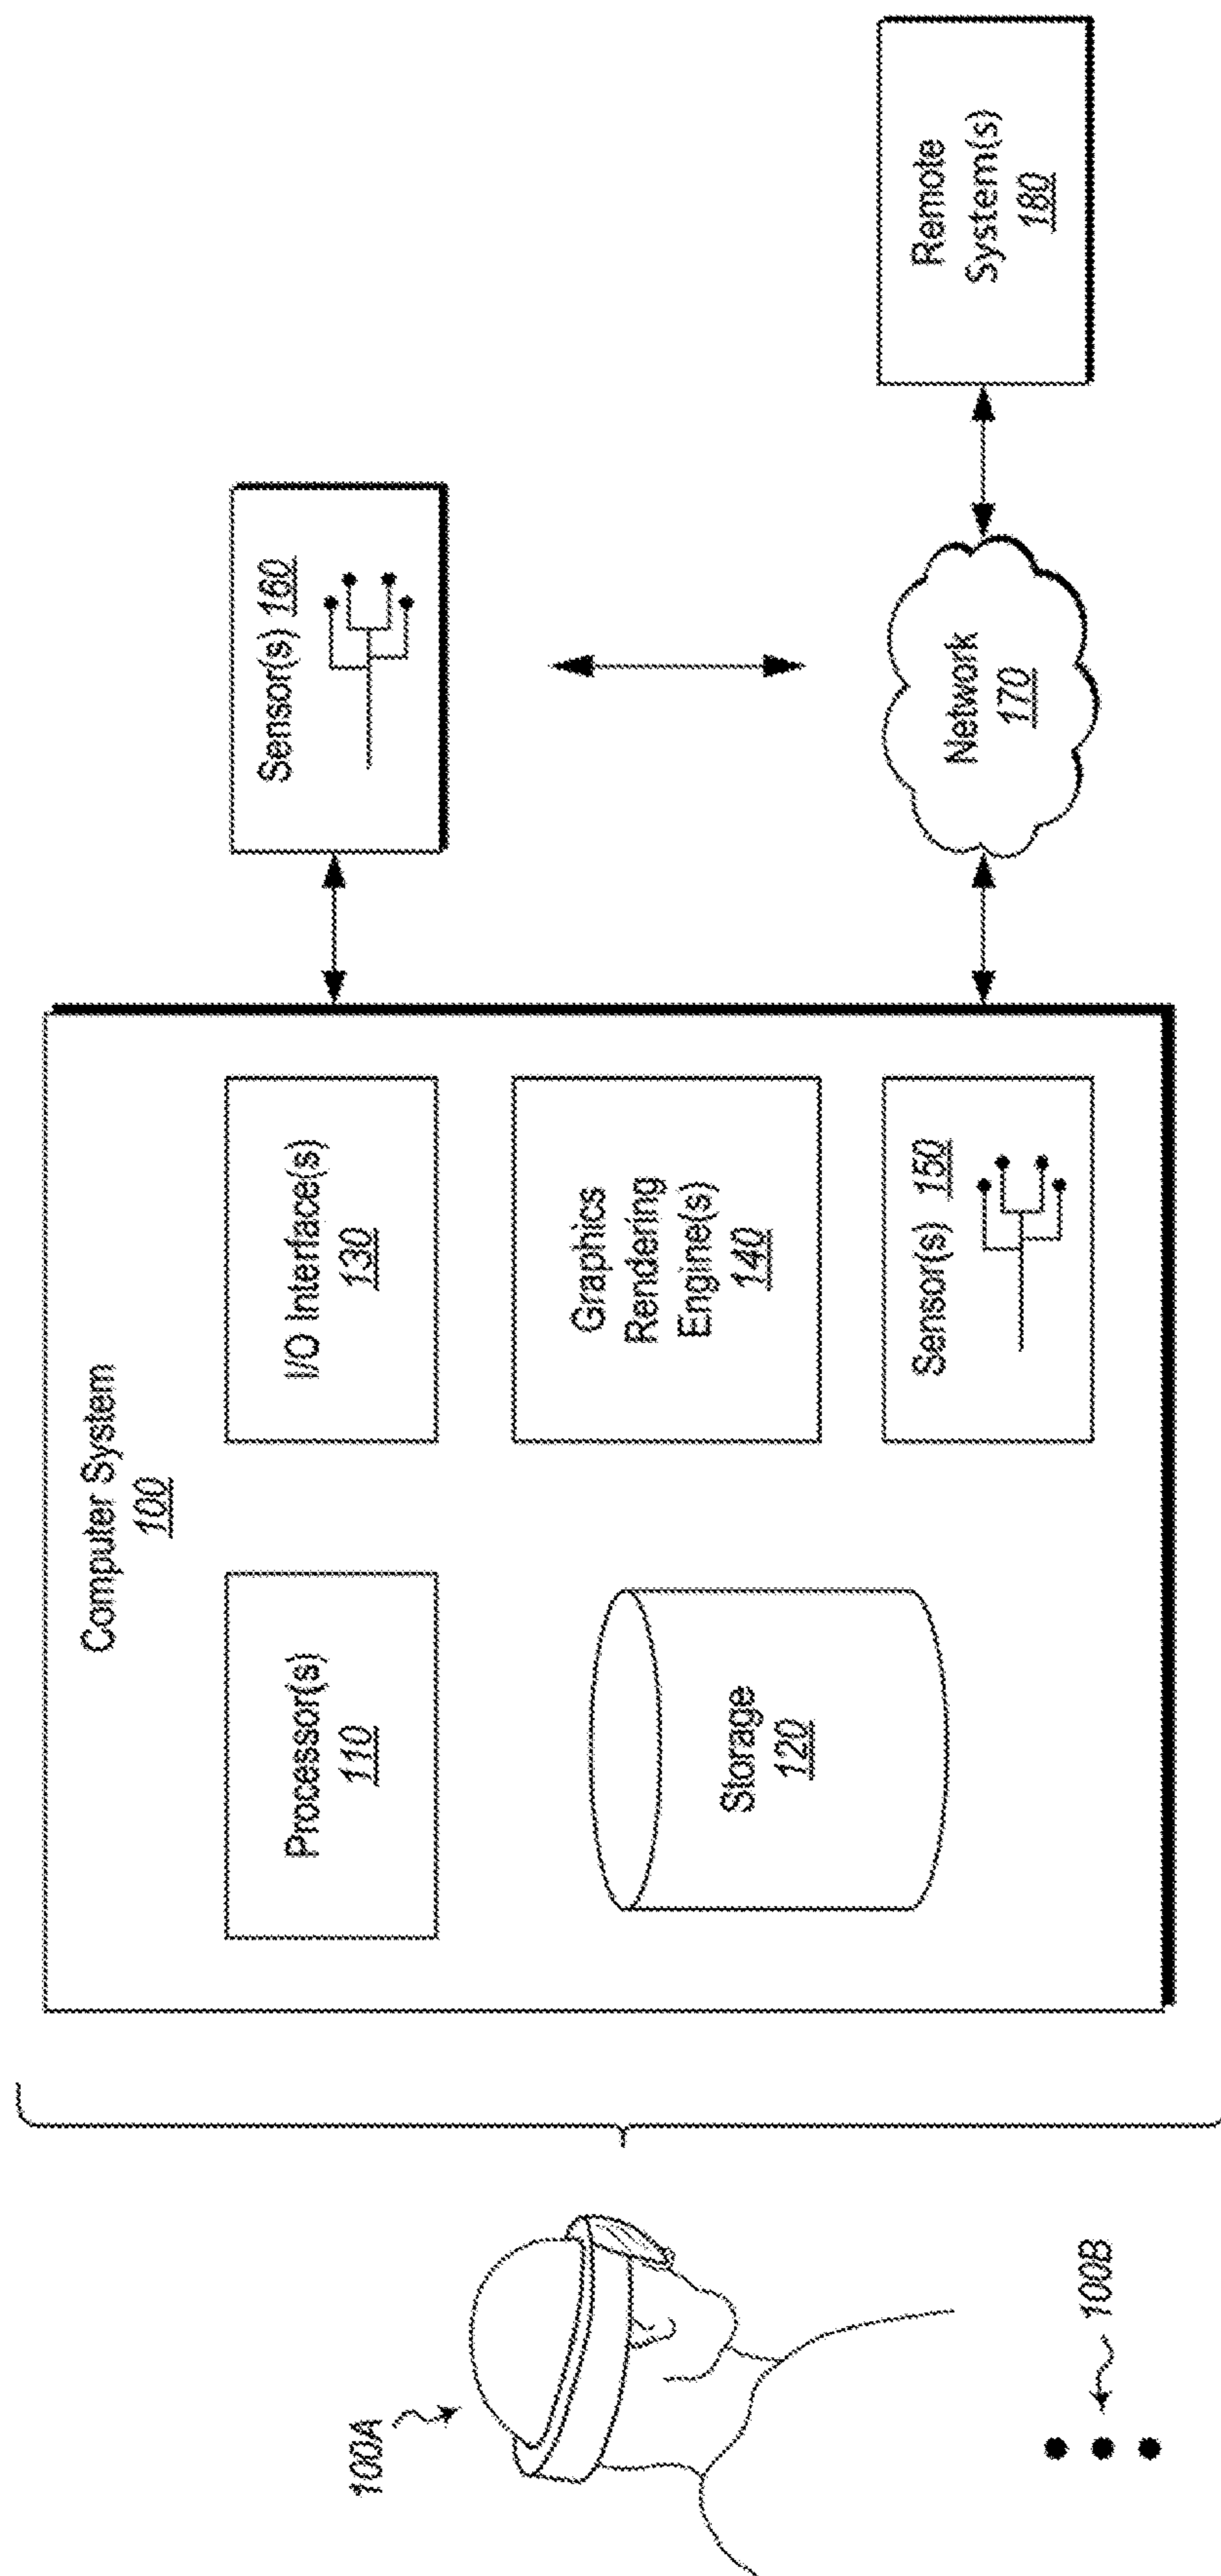 100A
100B
Computer System
100
Processor(s)
110
Storage
120
I/O Interface(s)
130
Graphics
Rendering
Engine(s)
140
Sensor(s) 150
Sensor(s) 160
Network
170
Remote
System(s)
180